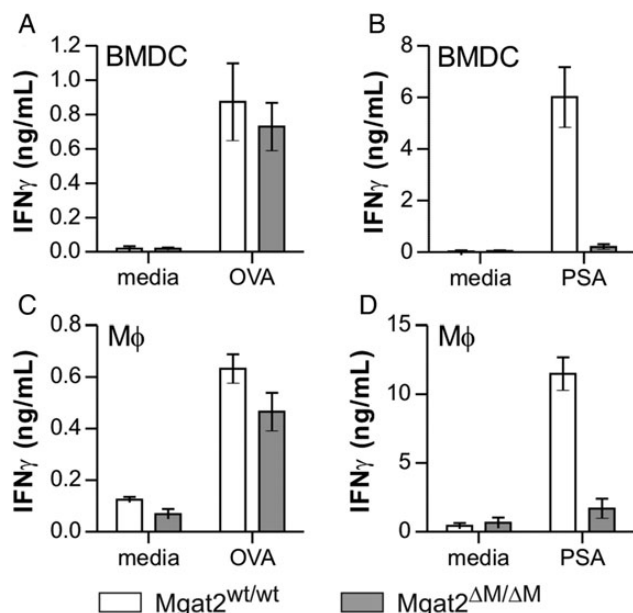 A
BMDC
IFNγ (ng/mL)
1.2
1.0
0.8
0.6
0.4
0.2
0.0
media
OVA
B
BMDC
IFNγ (ng/mL)
6
4
2
0
media
PSA
C
Mϕ
IFNγ (ng/mL)
0.8
0.6
0.4
0.2
0.0
media
OVA
D
Mϕ
IFNγ (ng/mL)
15
10
5
0
media
PSA
Mgat2wt/wt
Mgat2ΔM/ΔM